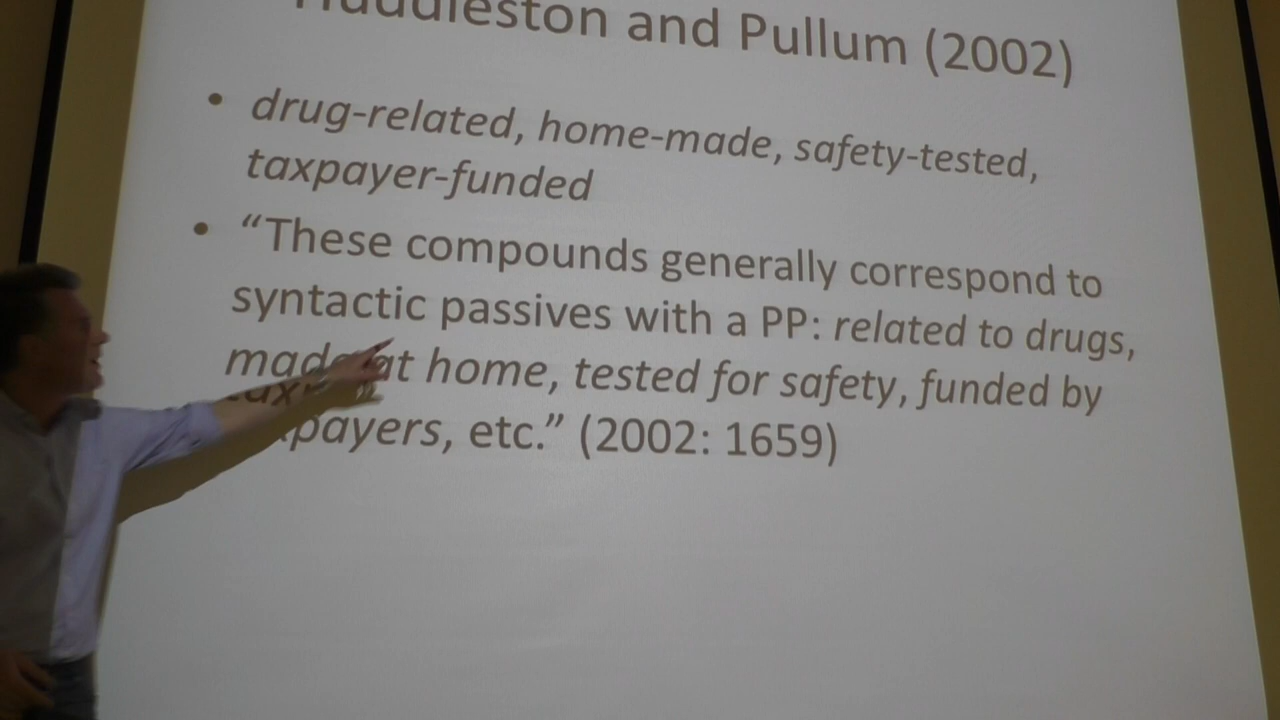 Huddleston and Pullum (2002)
• drug-related, home-made, safety-tested,
taxpayer-funded
• “These compounds generally correspond to
syntactic passives with a PP: related to drugs,
made at home, tested for safety, funded by
taxpayers, etc.” (2002: 1659)